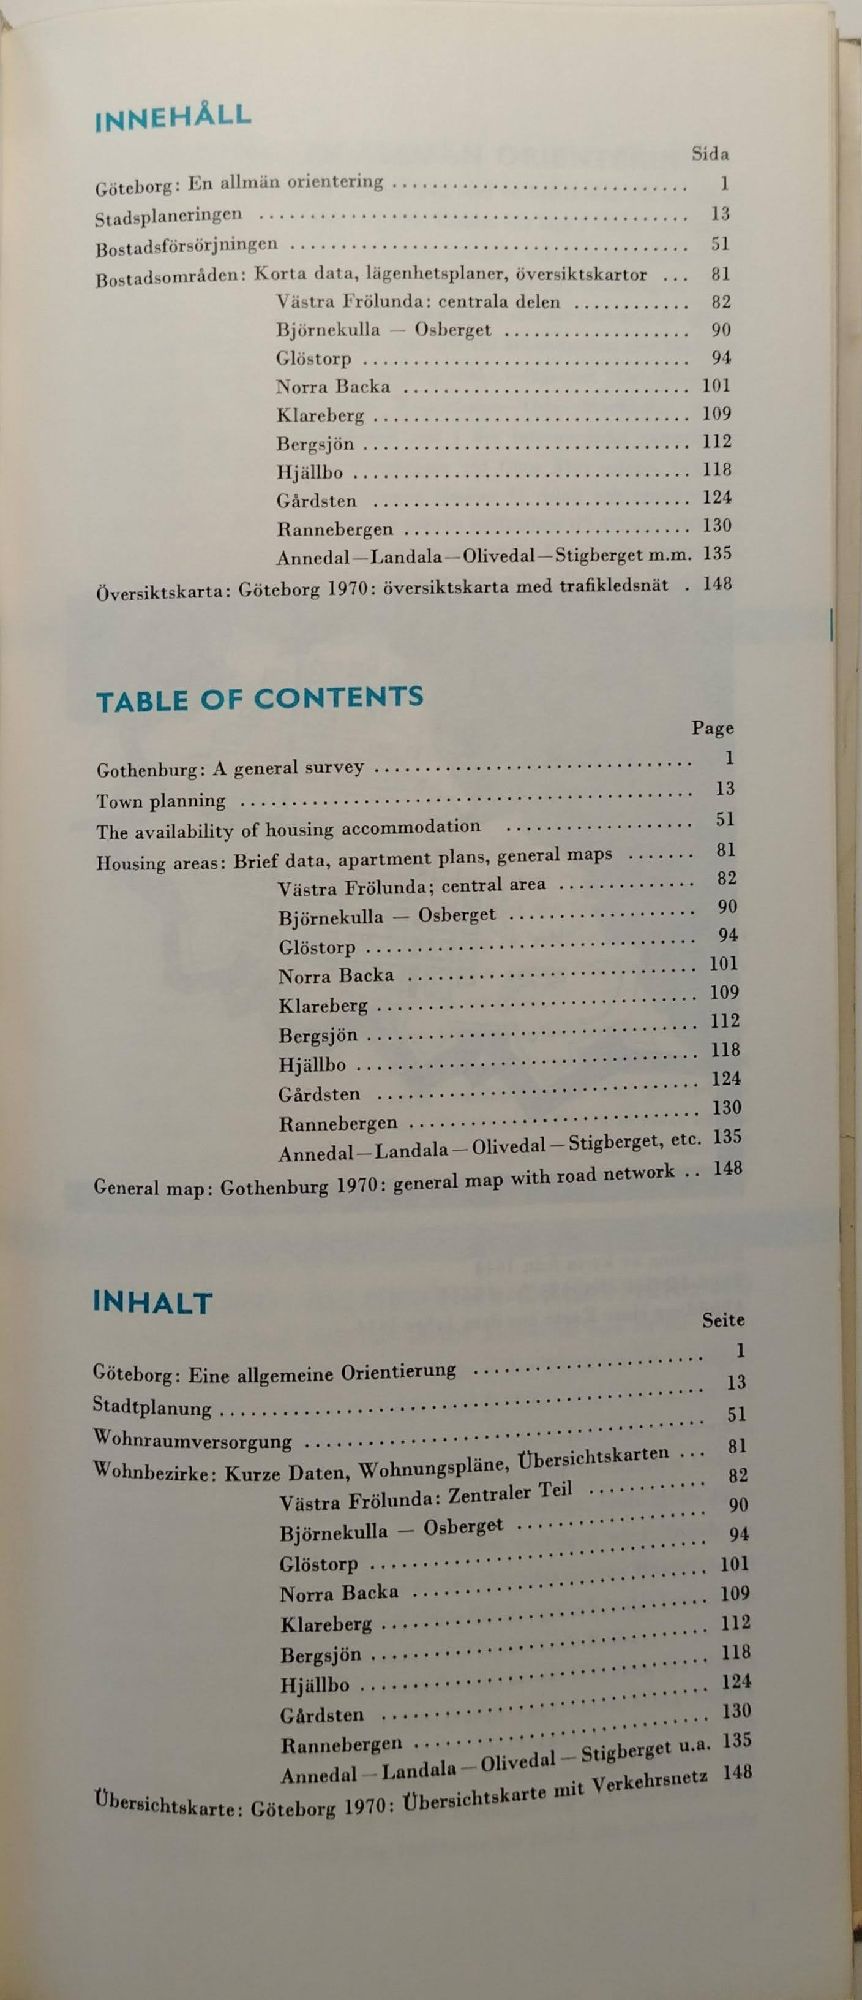 INNEHÅLL
Sida
Göteborg: En allmän orientering .............................. 1
Stadsplaneringen .......................................... 13
Bostadsförsörjningen ....................................... 51
Bostadsområden: Korta data, lägenhetsplaner, översiktskartor ... 81
Västra Frölunda: centrala delen ............ 82
Björnekulla — Osberget ................... 90
Glöstorp ................................. 94
Norra Backa ............................. 101
Klareberg ................................ 109
Bergsjön ................................. 112
Hjällbo .................................. 118
Gårdsten ................................ 124
Rannebergen ............................. 130
Annedal—Landala—Olivedal—Stigberget m.m. 135
Översiktskarta: Göteborg 1970: översiktskarta med trafikledsnät . 148
TABLE OF CONTENTS
Page
Gothenburg: A general survey ................................ 1
Town planning ............................................. 13
The availability of housing accommodation ................... 51
Housing areas: Brief data, apartment plans, general maps ....... 81
Västra Frölunda; central area .............. 82
Björnekulla — Osberget ................... 90
Glöstorp ................................. 94
Norra Backa ............................. 101
Klareberg ................................ 109
Bergsjön ................................. 112
Hjällbo .................................. 118
Gårdsten ................................ 124
Rannebergen ............................. 130
Annedal—Landala—Olivedal—Stigberget, etc. 135
General map: Gothenburg 1970: general map with road network .. 148
INHALT
Seite
Göteborg: Eine allgemeine Orientierung ....................... 1
Stadtplanung ................................................ 13
Wohnraumversorgung ........................................ 51
Wohnbezirke: Kurze Daten, Wohnungspläne, Übersichtskarten ... 81
Västra Frölunda: Zentraler Teil ............ 82
Björnekulla — Osberget ................... 90
Glöstorp ................................. 94
Norra Backa ............................. 101
Klareberg ................................ 109
Bergsjön ................................. 112
Hjällbo .................................. 118
Gårdsten ................................ 124
Rannebergen ............................. 130
Annedal—Landala—Olivedal—Stigberget u.a. 135
Übersichtskarte: Göteborg 1970: Übersichtskarte mit Verkehrsnetz 148